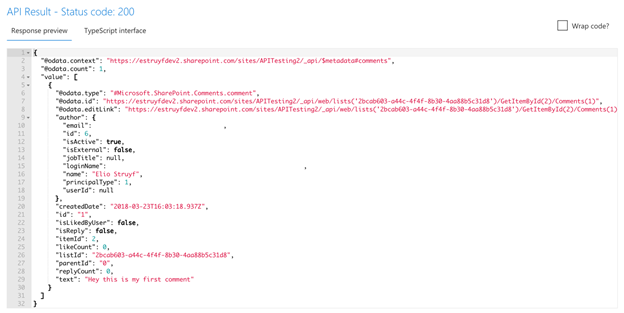 API Result - Status code: 200
Response preview TypeScript interface Wrap code?
1 {
2 "@odata.context": "https://estruyfdev2.sharepoint.com/sites/APITesting2/_api/$metadata#comments",
3 "@odata.count": 1,
4 "value": [
5 {
6 "@odata.type": "#Microsoft.SharePoint.Comments.comment",
7 "@odata.id": "https://estruyfdev2.sharepoint.com/sites/APITesting2/_api/web/lists('2bcab603-a44c-4f4f-8b30-4aa88b5c31d8')/GetItemById(2)/Comments(1)",
8 "@odata.editLink": "https://estruyfdev2.sharepoint.com/sites/APITesting2/_api/web/lists('2bcab603-a44c-4f4f-8b30-4aa88b5c31d8')/GetItemById(2)/Comments(1)
9 "author": {
10 "email": ,
11 "id": 6,
12 "isActive": true,
13 "isExternal": false,
14 "jobTitle": null,
15 "loginName": ,
16 "name": "Elio Struyf",
17 "principalType": 1,
18 "userId": null
19 },
20 "createdDate": "2018-03-23T16:03:18.937Z",
21 "id": "1",
22 "isLikedByUser": false,
23 "isReply": false,
24 "itemId": 2,
25 "likeCount": 0,
26 "listId": "2bcab603-a44c-4f4f-8b30-4aa88b5c31d8",
27 "parentId": "0",
28 "replyCount": 0,
29 "text": "Hey this is my first comment"
30 }
31 ]
32 }